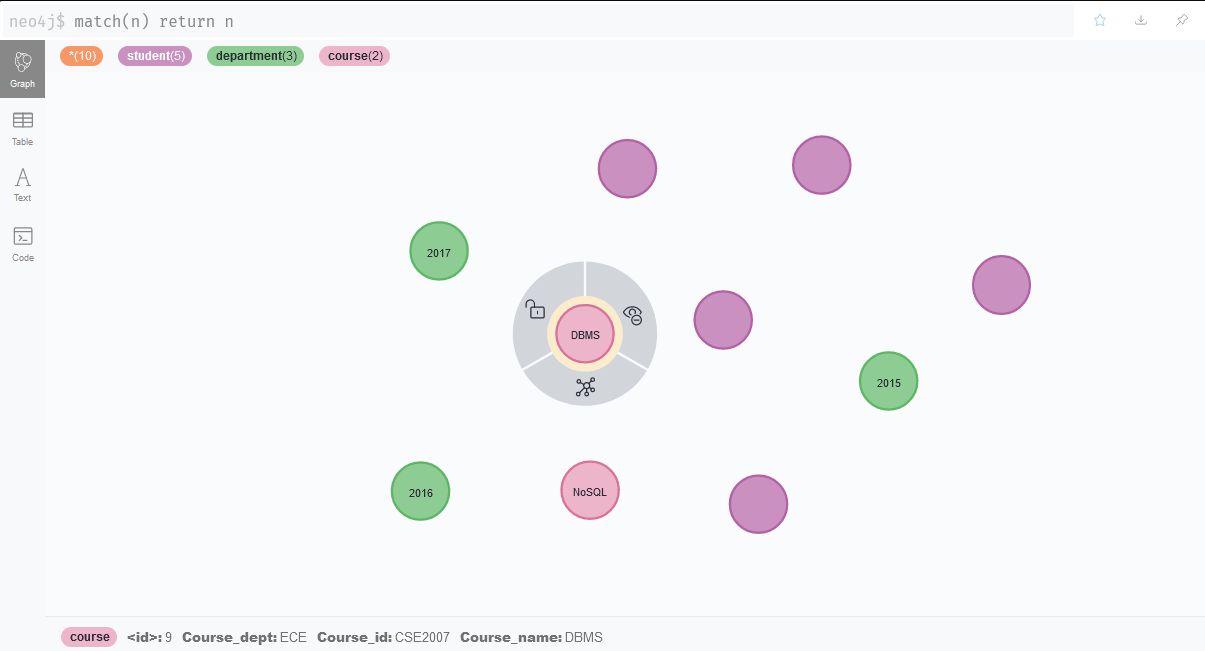 neo4j$ match(n) return n
*(10) student(5) department(3) course(2)
Graph
Table
Text
Code
2017
DBMS
2015
2016
NoSQL
course <id>: 9 Course_dept: ECE Course_id: CSE2007 Course_name: DBMS